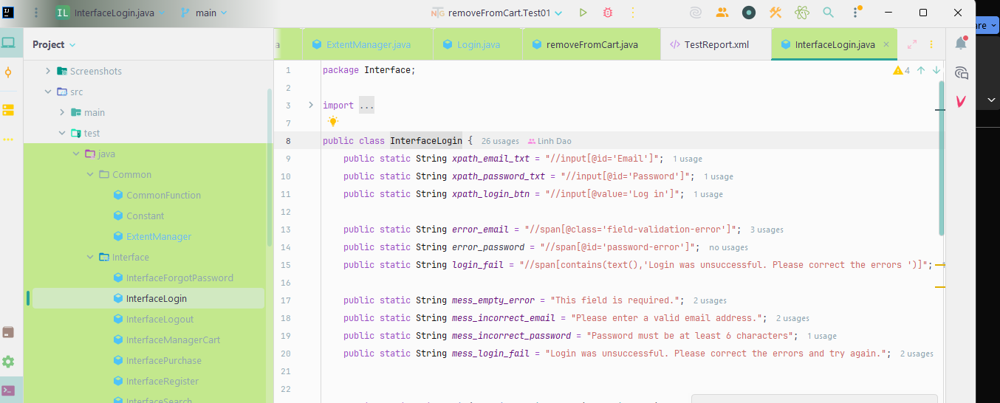 IL InterfaceLogin.java main removeFromCart.Test01
are
Project
a ExtentManager.java Login.java removeFromCart.java TestReport.xml InterfaceLogin.java
Screenshots
src
main
test
java
Common
CommonFunction
Constant
ExtentManager
Interface
InterfaceForgotPassword
InterfaceLogin
InterfaceLogout
InterfaceManagerCart
InterfacePurchase
InterfaceRegister
InterfaceSearch
1 package Interface; 4
2
3 import ...
7
8 public class InterfaceLogin { 26 usages Linh Dao
9 public static String xpath_email_txt = "//input[@id='Email']"; 1 usage
10 public static String xpath_password_txt = "//input[@id='Password']"; 1 usage
11 public static String xpath_login_btn = "//input[@value='Log in']"; 1 usage
12
13 public static String error_email = "//span[@class='field-validation-error']"; 3 usages
14 public static String error_password = "//span[@id='password-error']"; no usages
15 public static String login_fail = "//span[contains(text(),'Login was unsuccessful. Please correct the errors ')]";
16
17 public static String mess_empty_error = "This field is required."; 2 usages
18 public static String mess_incorrect_email = "Please enter a valid email address."; 2 usages
19 public static String mess_incorrect_password = "Password must be at least 6 characters"; 1 usage
20 public static String mess_login_fail = "Login was unsuccessful. Please correct the errors and try again."; 2 usages
21
22